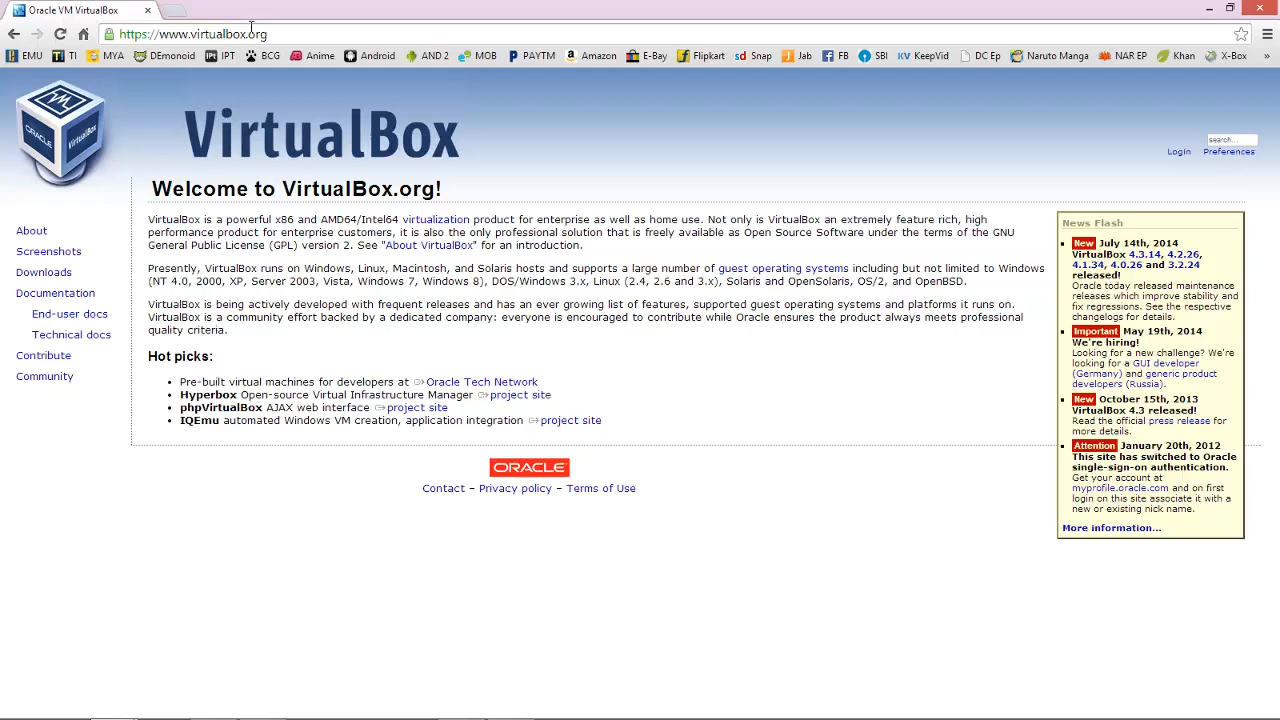 Oracle VM VirtualBox
https://www.virtualbox.org
EMU TI MYA Demonoid IPT BCG Anime Android AND 2 MOB PAYTM Amazon E-Bay Flipkart Snap Jab FB SBI KeepVid DC Ep Naruto Manga NAR EP Khan X-Box »
ORACLE
VM
VirtualBox
VirtualBox
search...
Login Preferences
Welcome to VirtualBox.org!
About
Screenshots
Downloads
Documentation
End-user docs
Technical docs
Contribute
Community
VirtualBox is a powerful x86 and AMD64/Intel64 virtualization product for enterprise as well as home use. Not only is VirtualBox an extremely feature rich, high
performance product for enterprise customers, it is also the only professional solution that is freely available as Open Source Software under the terms of the GNU
General Public License (GPL) version 2. See "About VirtualBox" for an introduction.
Presently, VirtualBox runs on Windows, Linux, Macintosh, and Solaris hosts and supports a large number of guest operating systems including but not limited to Windows
(NT 4.0, 2000, XP, Server 2003, Vista, Windows 7, Windows 8), DOS/Windows 3.x, Linux (2.4, 2.6 and 3.x), Solaris and OpenSolaris, OS/2, and OpenBSD.
VirtualBox is being actively developed with frequent releases and has an ever growing list of features, supported guest operating systems and platforms it runs on.
VirtualBox is a community effort backed by a dedicated company: everyone is encouraged to contribute while Oracle ensures the product always meets professional
quality criteria.
Hot picks:
Pre-built virtual machines for developers at Oracle Tech Network
Hyperbox Open-source Virtual Infrastructure Manager project site
phpVirtualBox AJAX web interface project site
IQEmu automated Windows VM creation, application integration project site
News Flash
New July 14th, 2014
VirtualBox 4.3.14, 4.2.26,
4.1.34, 4.0.26 and 3.2.24
released!
Oracle today released maintenance
releases which improve stability and
fix regressions. See the respective
changelogs for details.
Important May 19th, 2014
We're hiring!
Looking for a new challenge? We're
looking for a GUI developer
(Germany) and generic product
developers (Russia).
New October 15th, 2013
VirtualBox 4.3 released!
Read the official press release for
more details.
Attention January 20th, 2012
This site has switched to Oracle
single-sign-on authentication.
Get your account at
myprofile.oracle.com and on first
login on this site associate it with a
new or existing nick name.
More information...
ORACLE
Contact – Privacy policy – Terms of Use